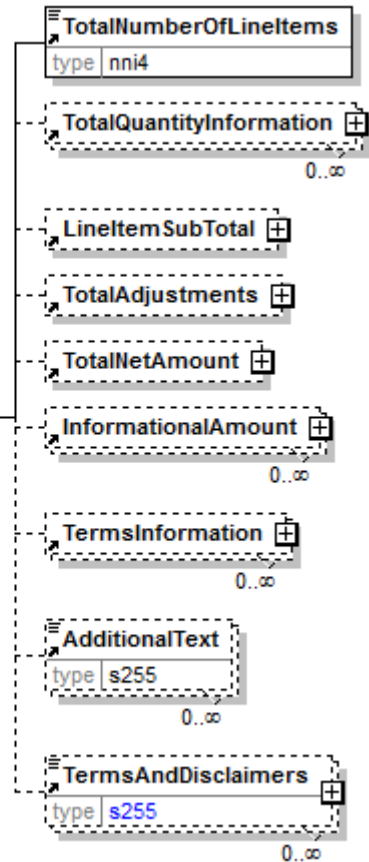 TotalNumberOfLineItems
type nni4
TotalQuantityInformation
0..∞
LineItemSubTotal
TotalAdjustments
TotalNetAmount
InformationalAmount
0..∞
TermsInformation
0..∞
AdditionalText
type s255
0..∞
TermsAndDisclaimers
type s255
0..∞